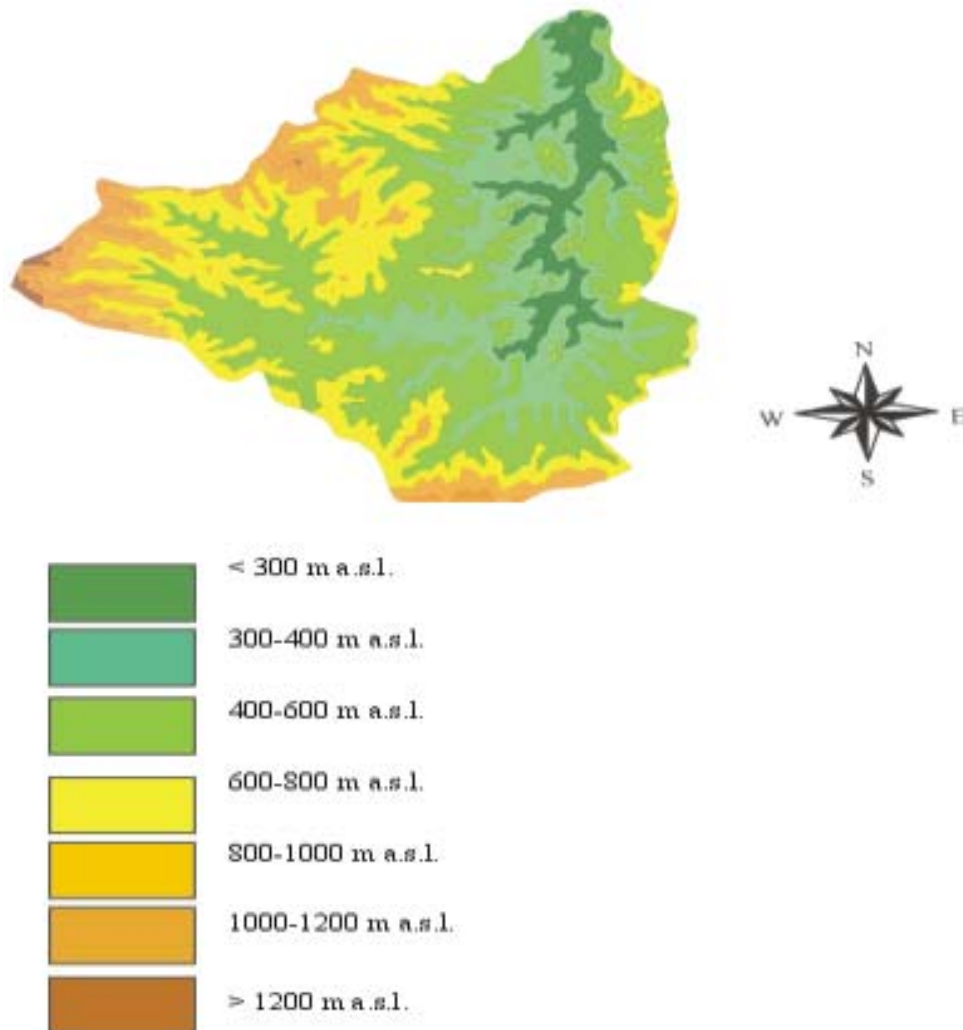 N
W E
S
< 300 m a.s.l.
300-400 m a.s.l.
400-600 m a.s.l.
600-800 m a.s.l.
800-1000 m a.s.l.
1000-1200 m a.s.l.
> 1200 m a.s.l.